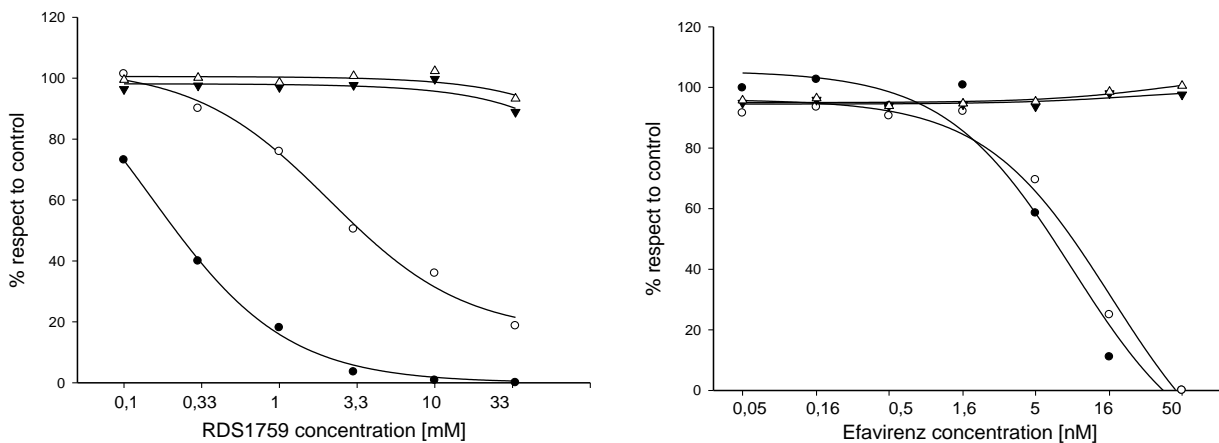 120
100
80
60
40
20
0
% respect to control
0,1 0,33 1 3,3 10 33
RDS1759 concentration [mM]
120
100
80
60
40
20
0
% respect to control
0,05 0,16 0,5 1,6 5 16 50
Efavirenz concentration [nM]